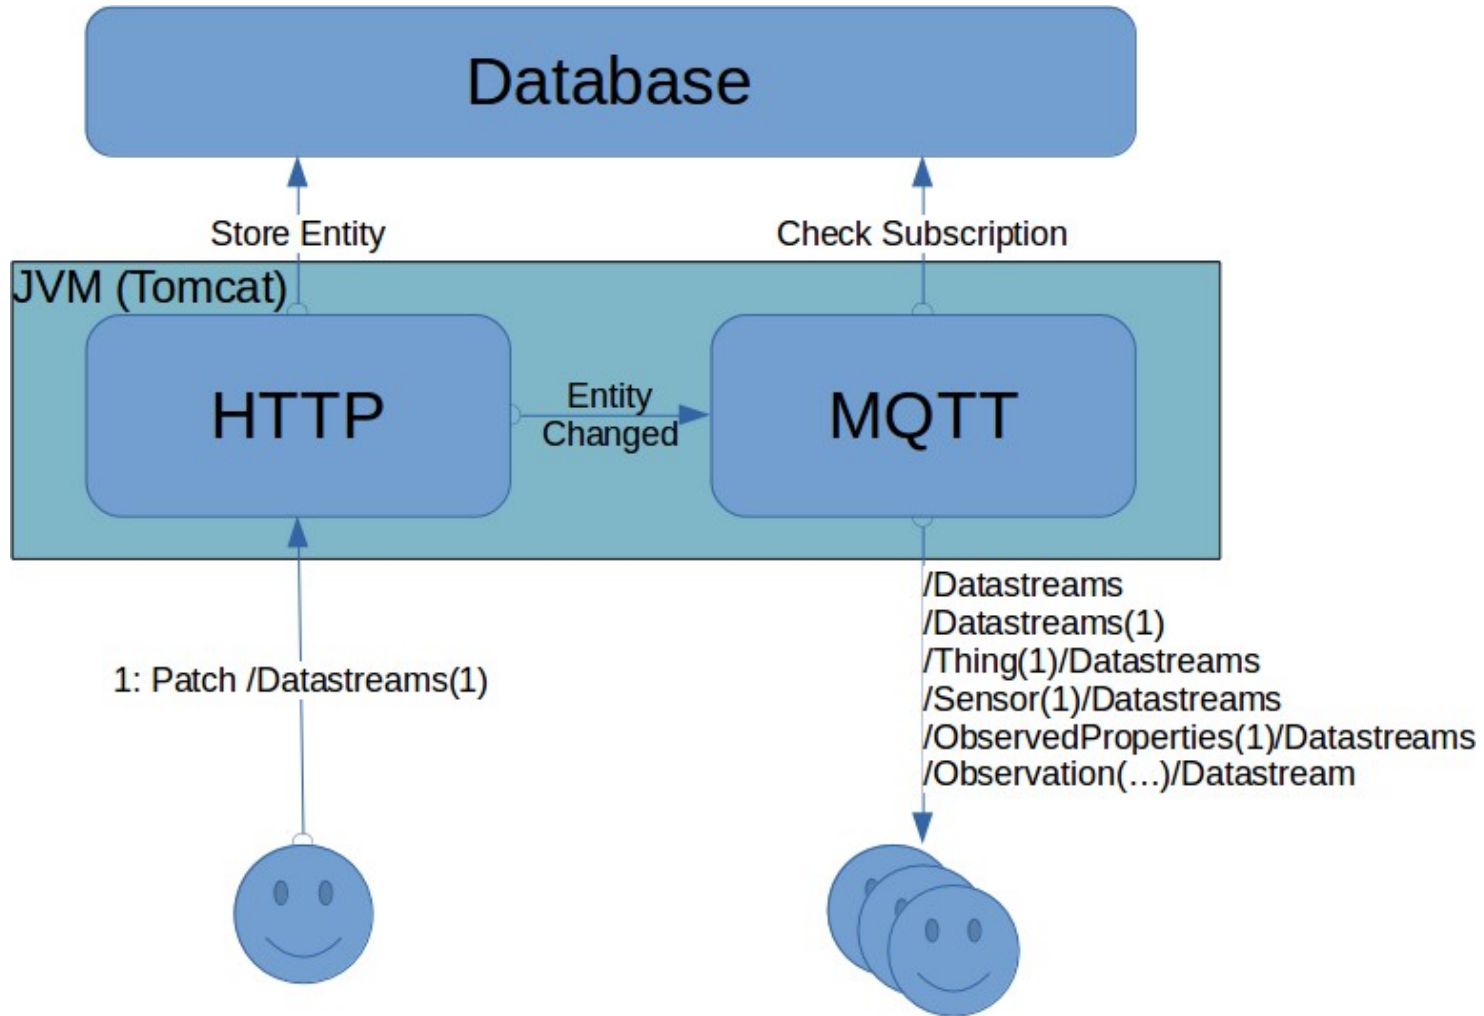 Database
Store Entity
Check Subscription
JVM (Tomcat)
HTTP
Entity
Changed
MQTT
1: Patch /Datastreams(1)
/Datastreams
/Datastreams(1)
/Thing(1)/Datastreams
/Sensor(1)/Datastreams
/ObservedProperties(1)/Datastreams
/Observation(…)/Datastream